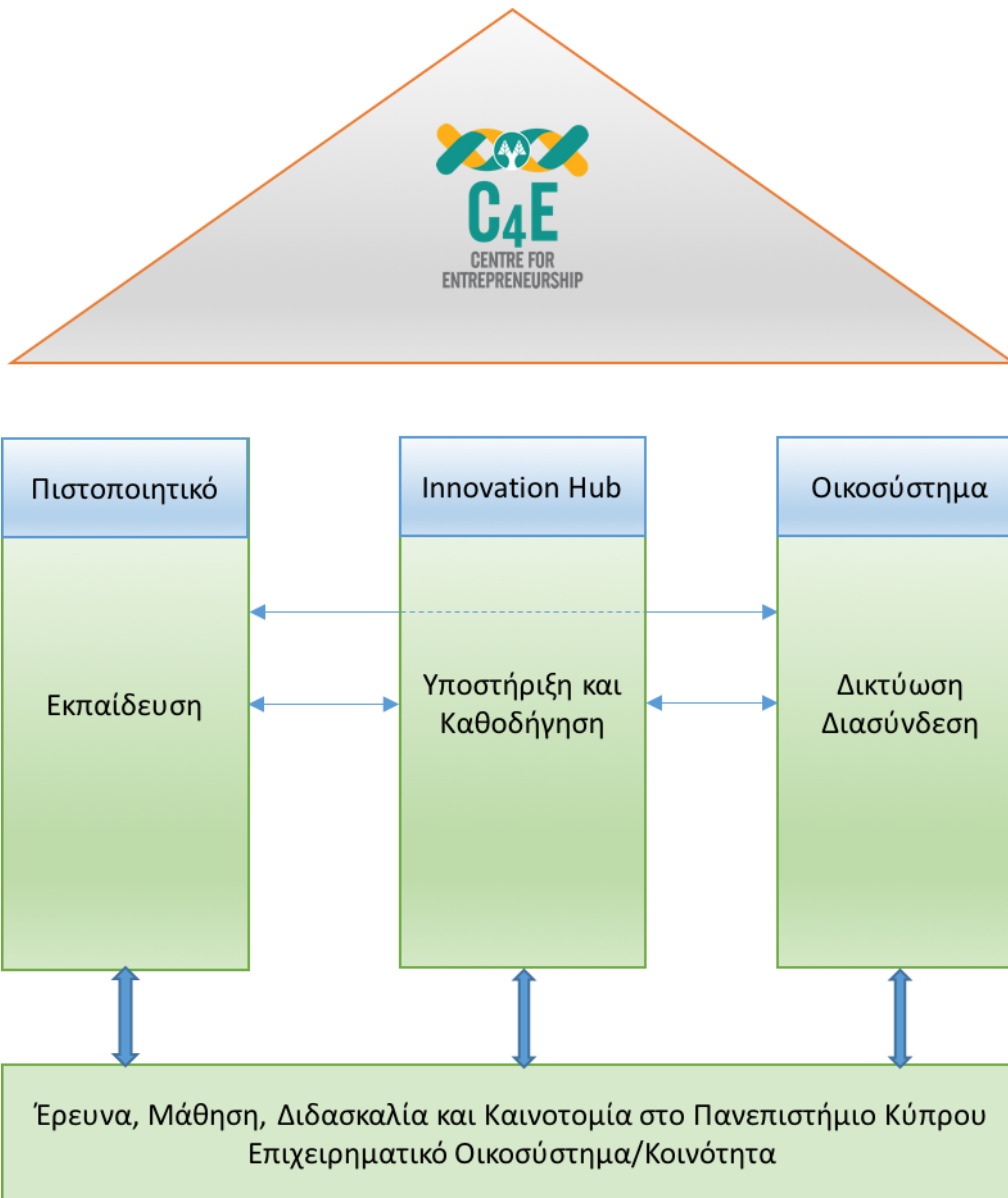 C4E
CENTRE FOR
ENTREPRENEURSHIP
Πιστοποιητικό
Innovation Hub
Οικοσύστημα
Εκπαίδευση
Υποστήριξη και
Καθοδήγηση
Δικτύωση
Διασύνδεση
Έρευνα, Μάθηση, Διδασκαλία και Καινοτομία στο Πανεπιστήμιο Κύπρου
Επιχειρηματικό Οικοσύστημα/Κοινότητα